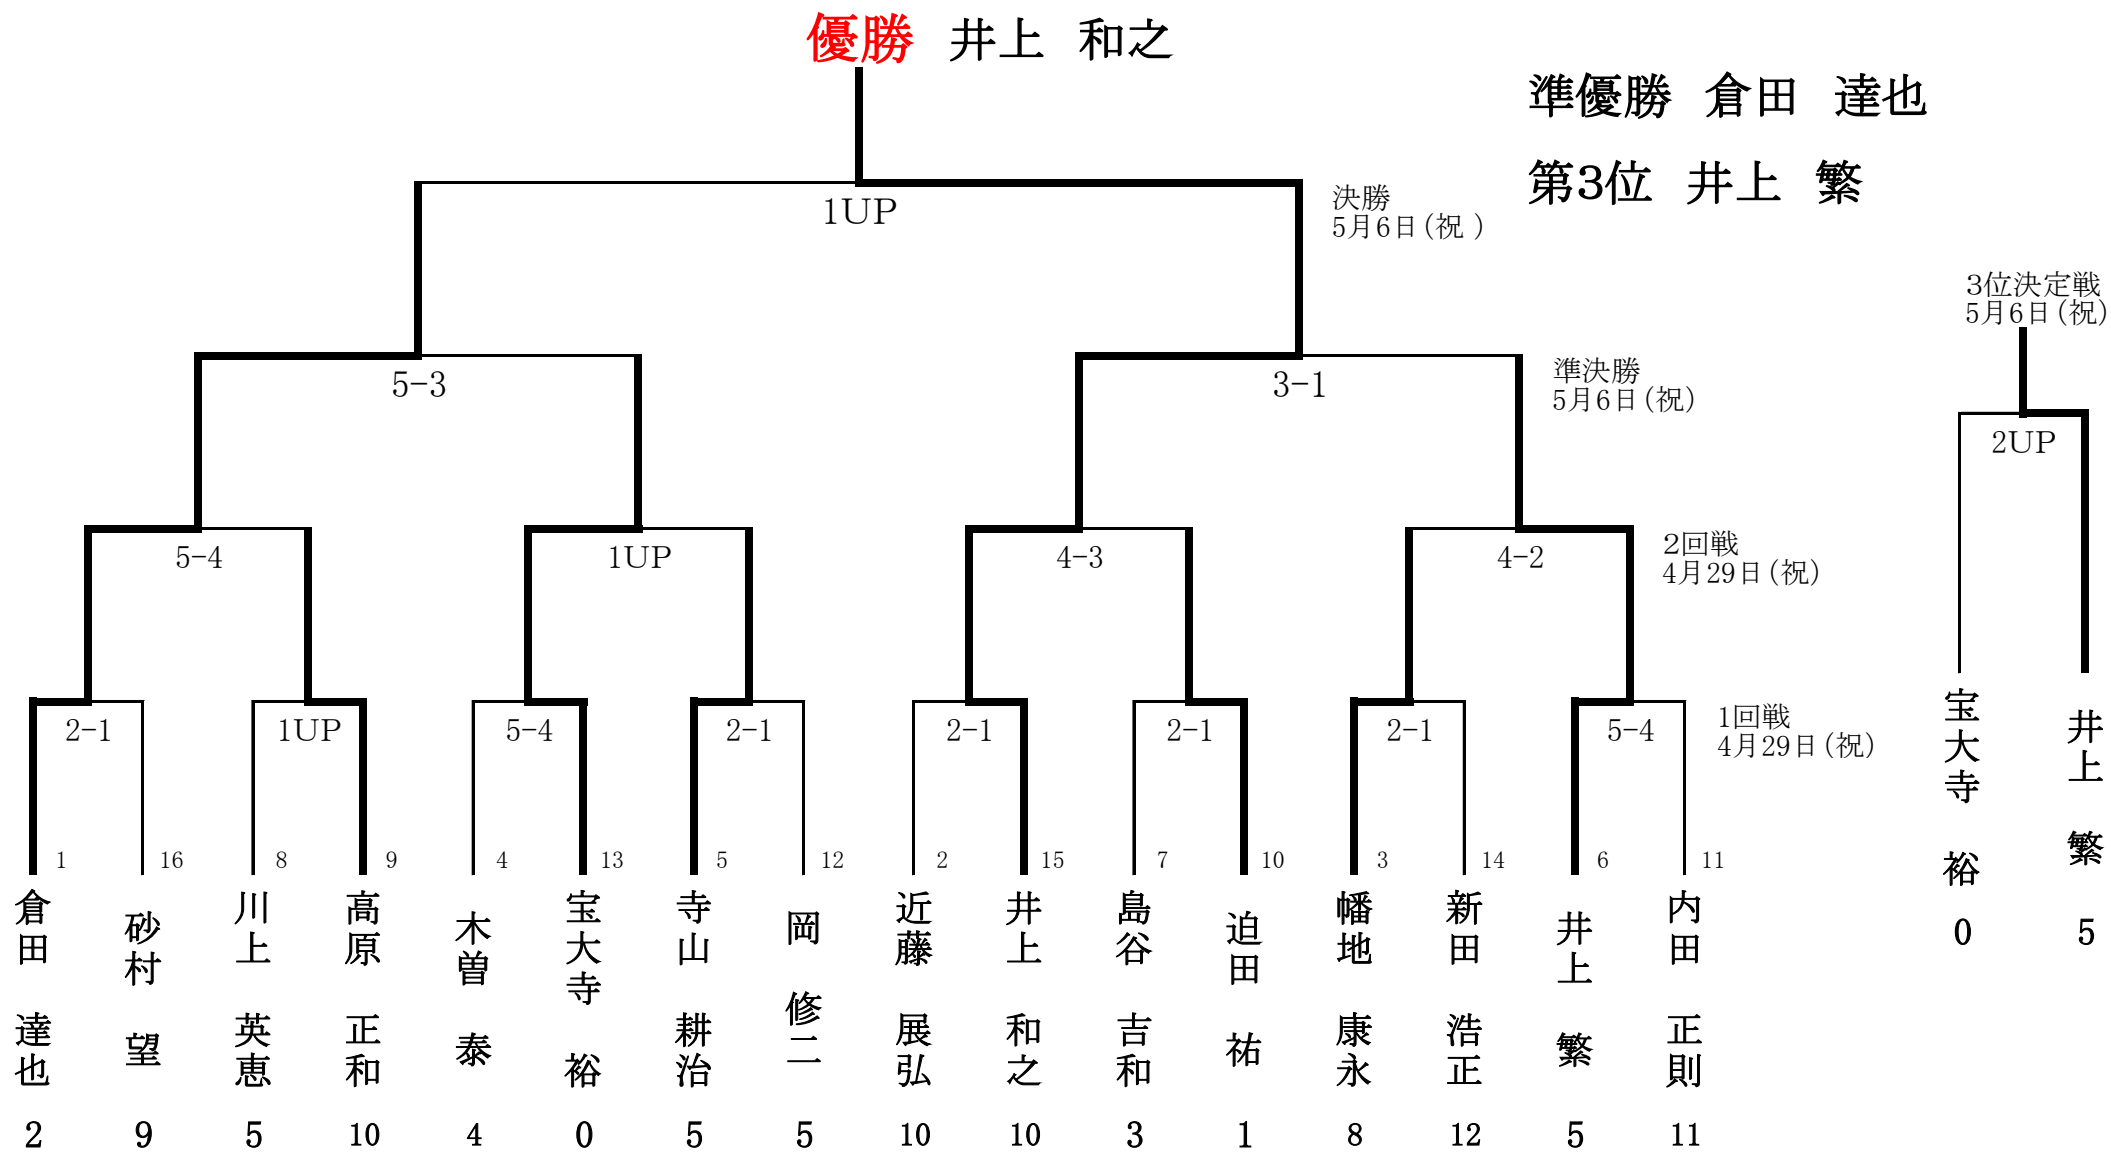 優勝　井上　和之
準優勝　倉田　達也
第3位　井上　繁
1UP
決勝
5月6日(祝 )
3位決定戦
5月6日(祝)
5-3
3-1
準決勝
5月6日(祝)
2UP
5-4
1UP
4-3
4-2
2回戦
4月29日(祝)
2-1
1UP
5-4
2-1
2-1
2-1
2-1
5-4
1回戦
4月29日(祝)
1
16
8
9
4
13
5
12
2
15
7
10
3
14
6
11
倉田　達也
砂村　望
川上　英恵
高原　正和
木曽　泰
宝大寺　裕
寺山　耕治
岡　修二
近藤　展弘
井上　和之
島谷　吉和
迫田　祐
幡地　康永
新田　浩正
井上　繁
内田　正則
宝大寺　裕
井上　繁
0
5
2
9
5
10
4
0
5
5
10
10
3
1
8
12
5
11